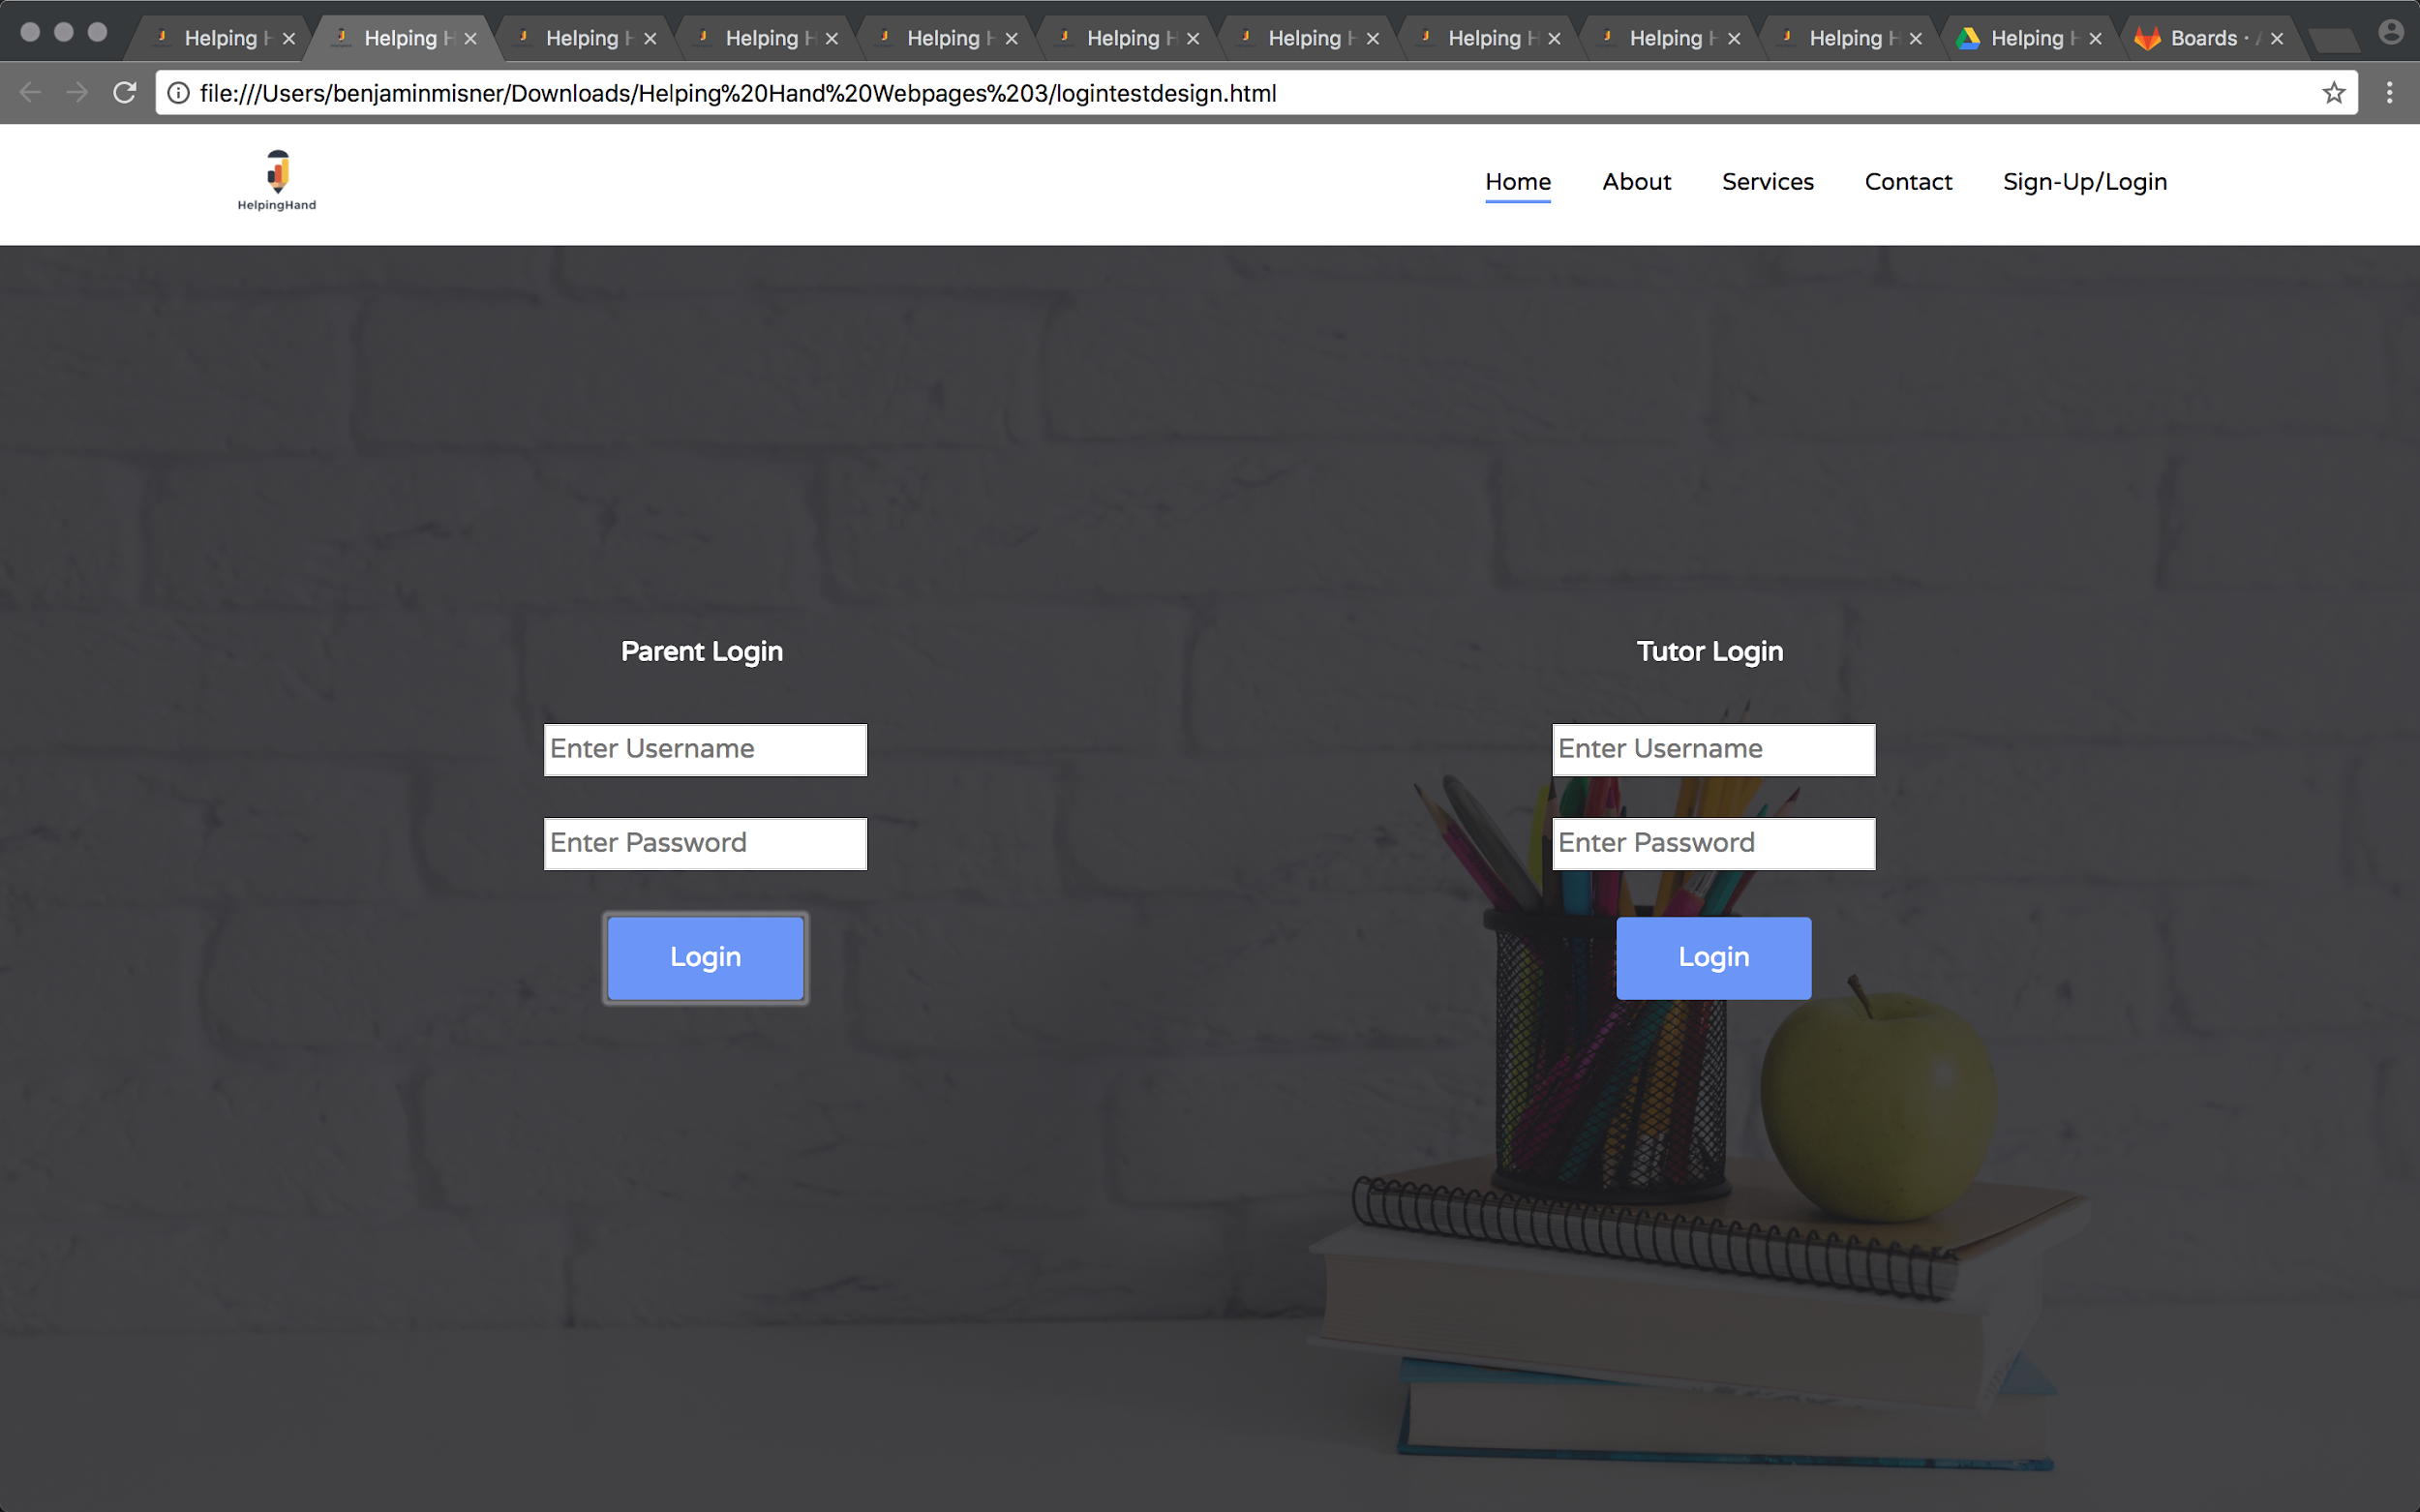 Helping H Helping H Helping H Helping H Helping H Helping H Helping H Helping H Helping H Helping H Helping H Boards · A
file:///Users/benjaminmisner/Downloads/Helping%20Hand%20Webpages%203/logintestdesign.html
HelpingHand
Home About Services Contact Sign-Up/Login
Parent Login Tutor Login
Enter Username Enter Username
Enter Password Enter Password
Login Login